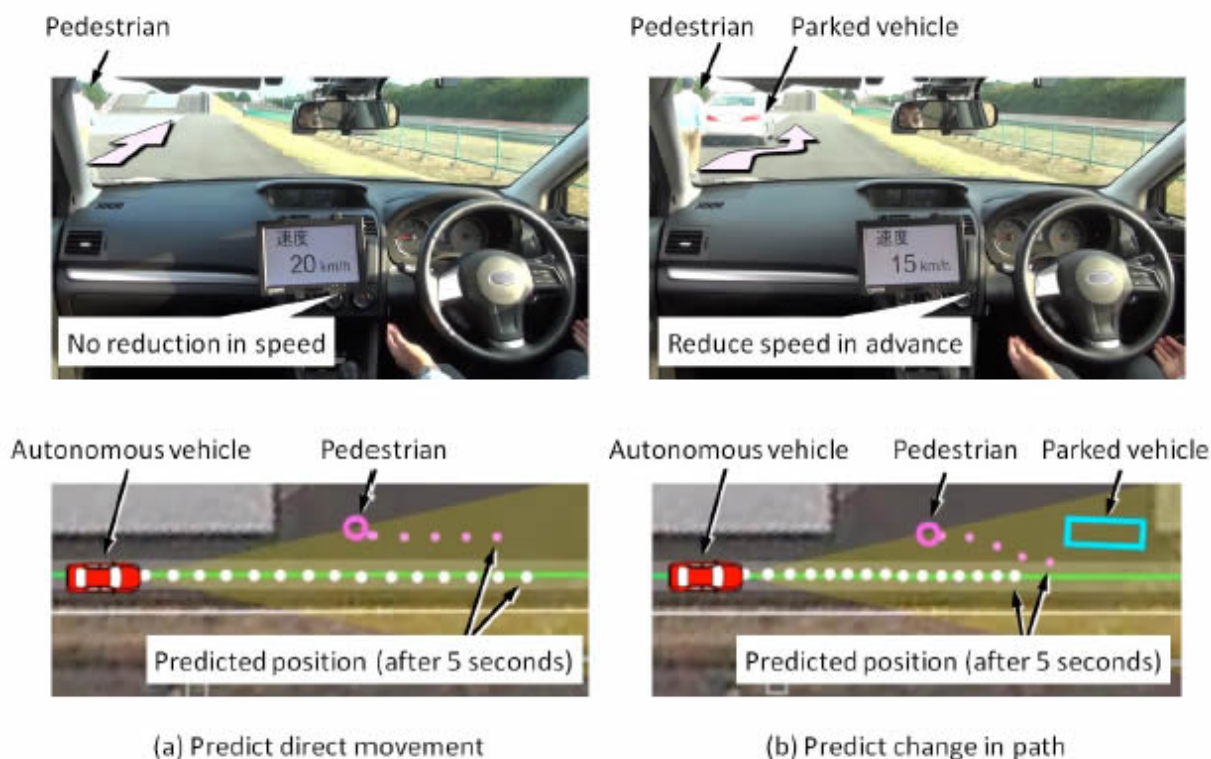 Pedestrian
Pedestrian
Parked vehicle
速度
20 km/h
No reduction in speed
速度
15 km/h
Reduce speed in advance
Autonomous vehicle
Pedestrian
Predicted position (after 5 seconds)
Autonomous vehicle
Pedestrian
Parked vehicle
Predicted position (after 5 seconds)
(a) Predict direct movement
(b) Predict change in path